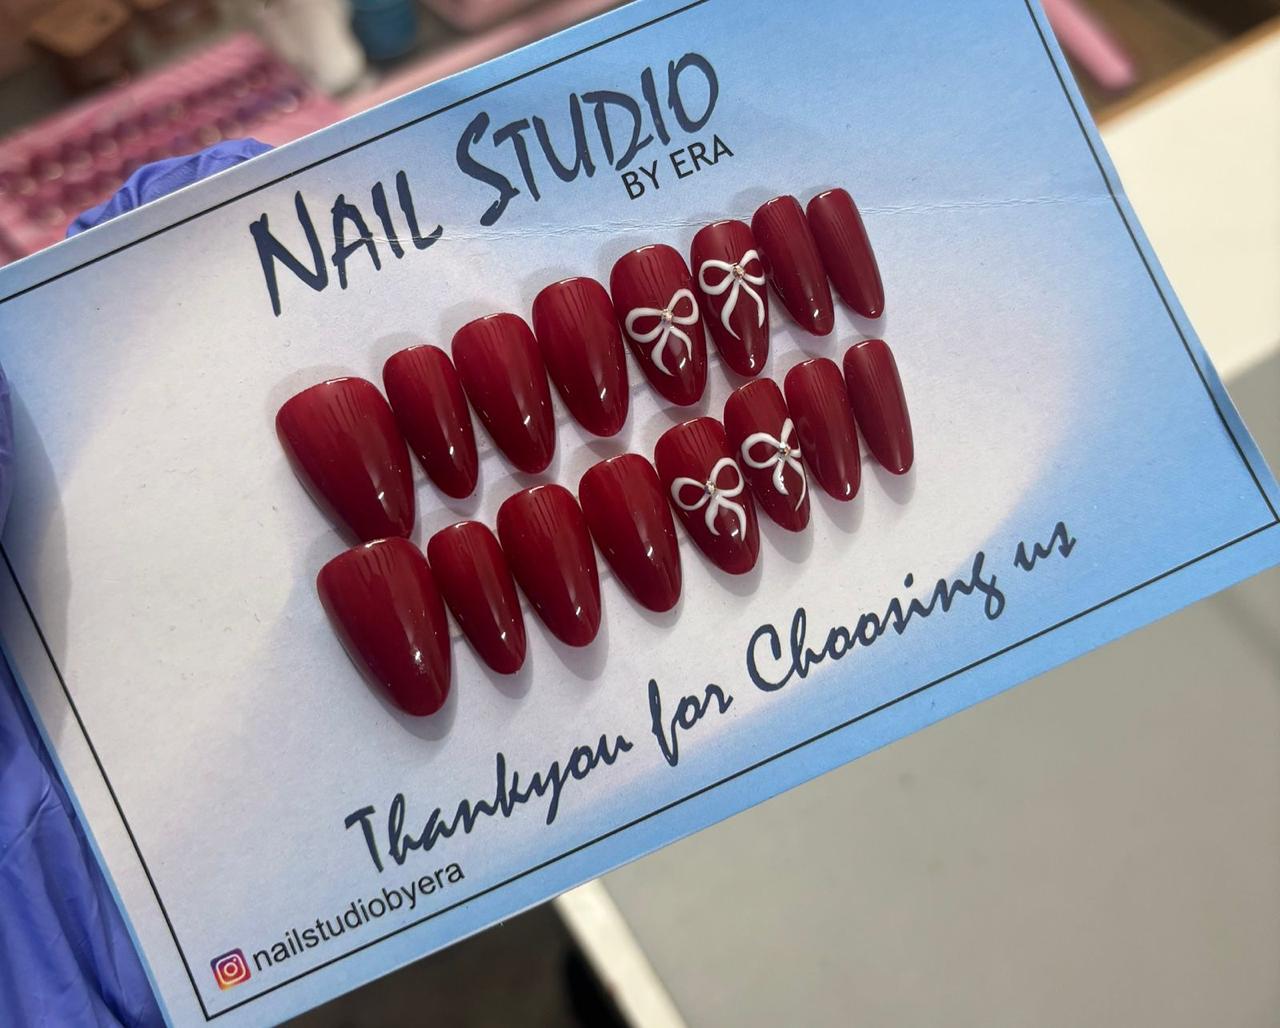 NAIL STUDIO
BY ERA
Thankyou for Choosing us
nailstudiobyera